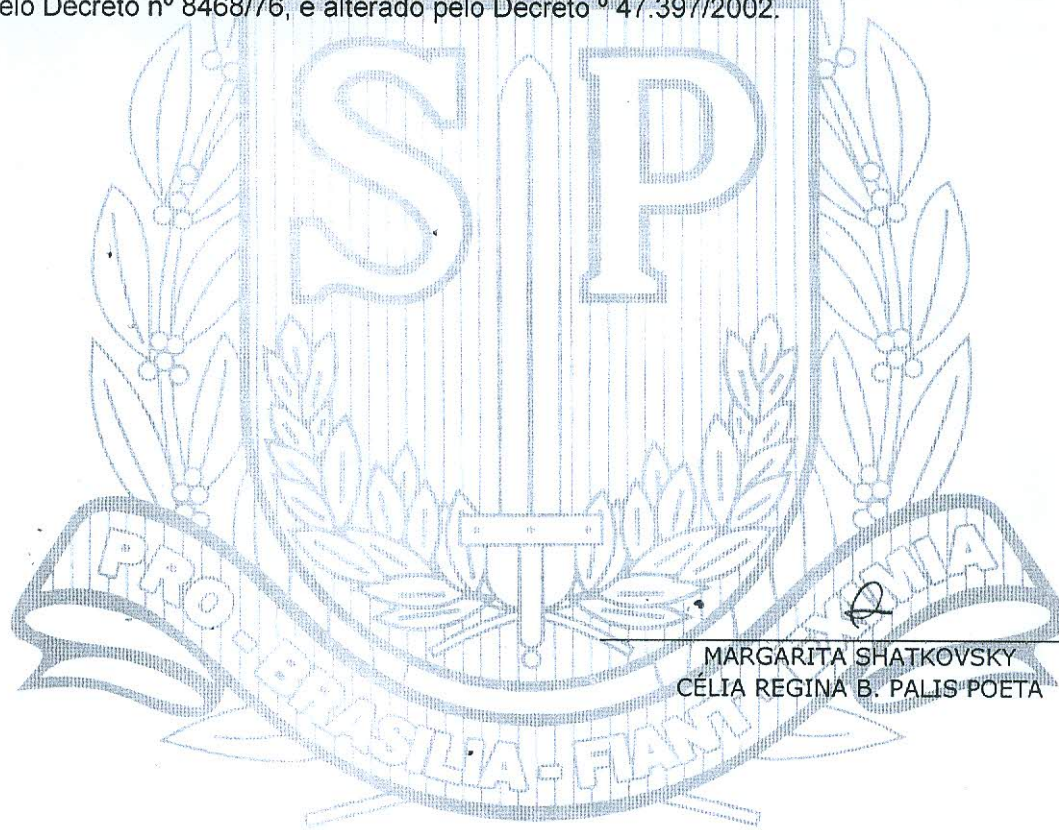 elo Decreto nº 8468/76, e alterado pelo Decreto º 47.397/2002.
SP
PRO - BRASILIA - FIANT EXIMIA
MARGARITA SHATKOVSKY
CÉLIA REGINA B. PALIS POETA